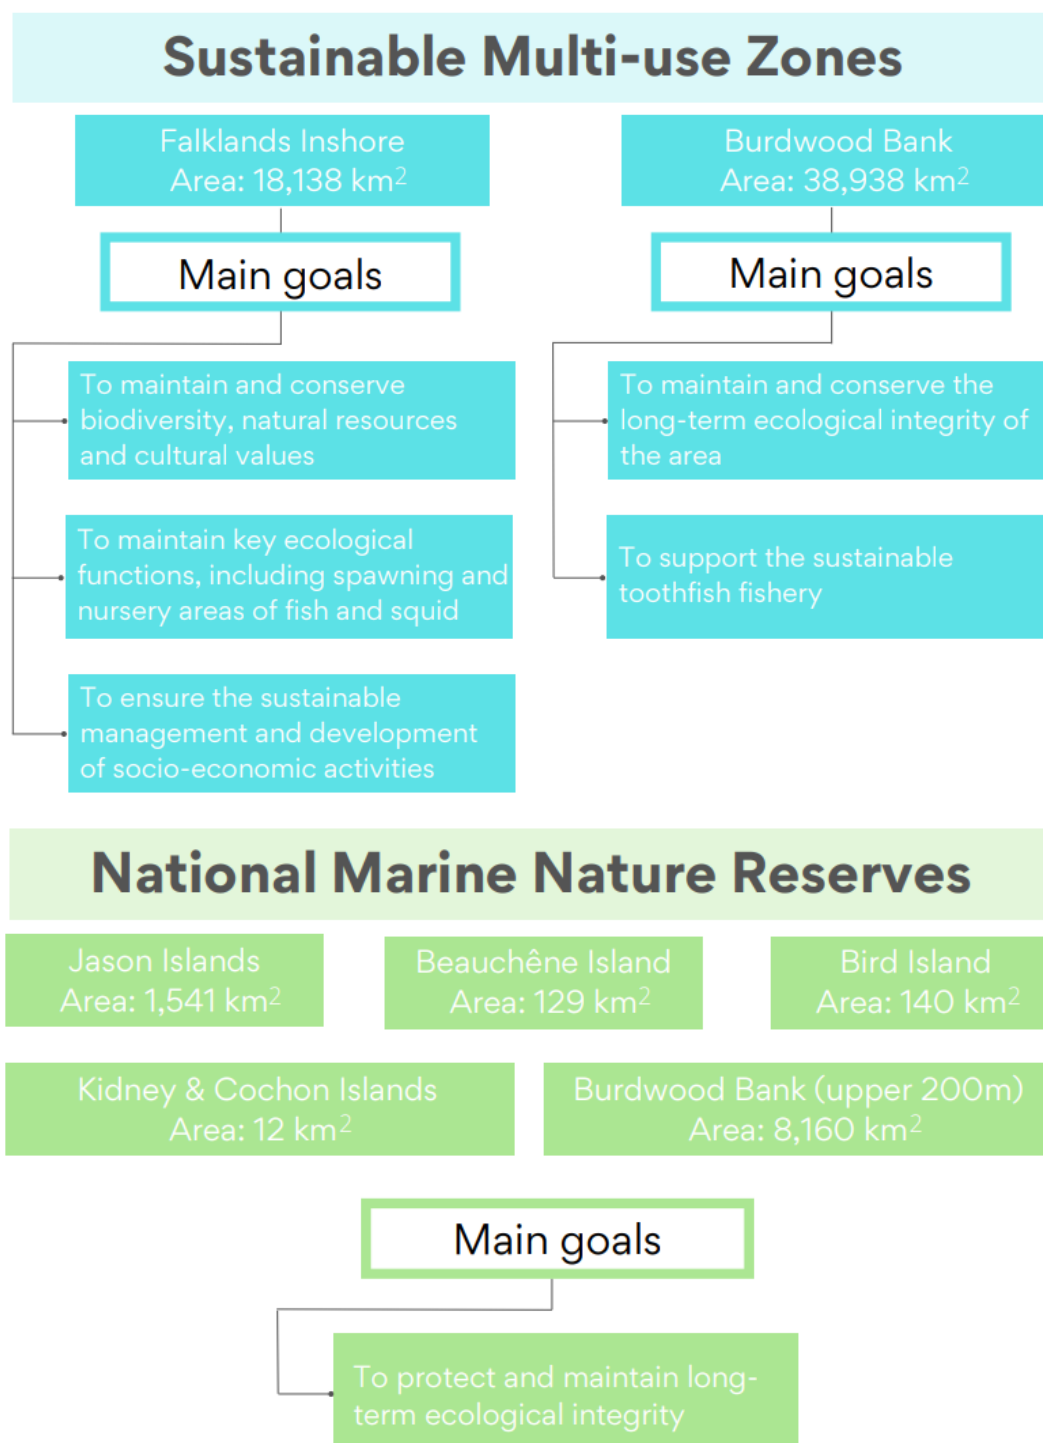 Sustainable Multi-use Zones
Falklands Inshore
Area: 18,138 km²
Main goals
To maintain and conserve
biodiversity, natural resources
and cultural values
To maintain key ecological
functions, including spawning and
nursery areas of fish and squid
To ensure the sustainable
management and development
of socio-economic activities
Burdwood Bank
Area: 38,938 km²
Main goals
To maintain and conserve the
long-term ecological integrity of
the area
To support the sustainable
toothfish fishery
National Marine Nature Reserves
Jason Islands
Area: 1,541 km²
Beauchêne Island
Area: 129 km²
Bird Island
Area: 140 km²
Kidney & Cochon Islands
Area: 12 km²
Burdwood Bank (upper 200m)
Area: 8,160 km²
Main goals
To protect and maintain long-
term ecological integrity